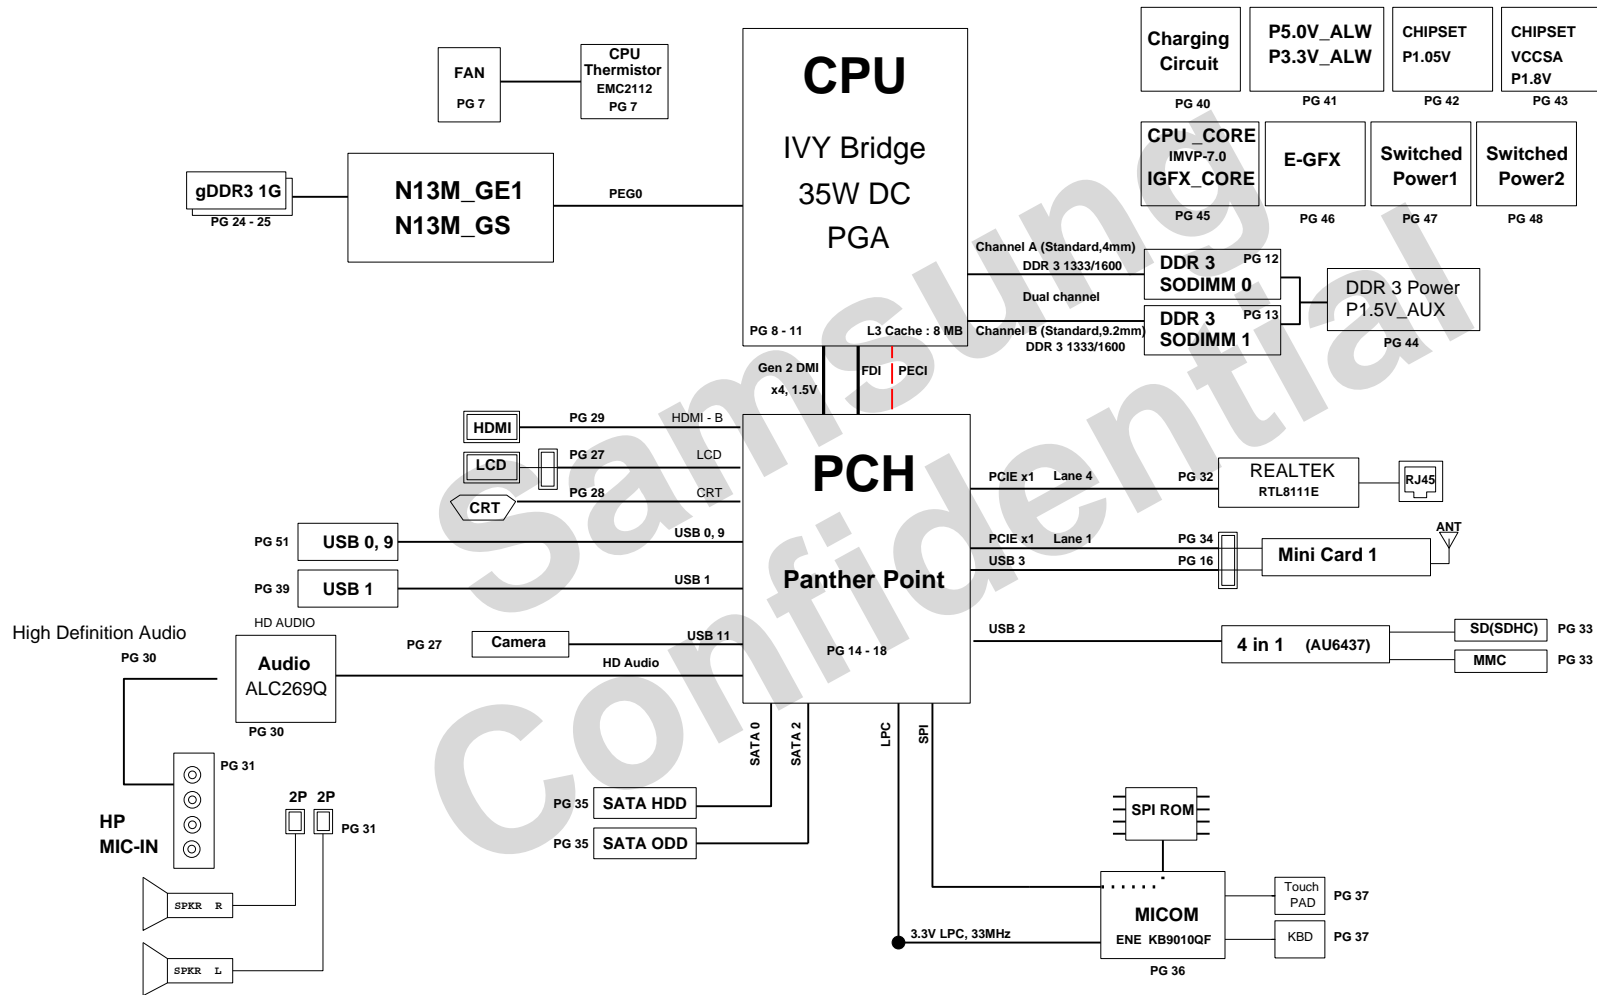 CPU
IVY Bridge
35W DC
PGA
PG 8 - 11
L3 Cache : 8 MB
FAN
PG 7
CPU
Thermistor
EMC2112
PG 7
gDDR3 1G
PG 24 - 25
N13M_GE1
N13M_GS
PEG0
Charging
Circuit
PG 40
P5.0V_ALW
P3.3V_ALW
PG 41
CHIPSET
P1.05V
PG 42
CHIPSET
VCCSA
P1.8V
PG 43
CPU _CORE
IMVP-7.0
IGFX_CORE
PG 45
E-GFX
PG 46
Switched
Power1
PG 47
Switched
Power2
PG 48
Channel A (Standard,4mm)
DDR 3 1333/1600
Dual channel
Channel B (Standard,9.2mm)
DDR 3 1333/1600
DDR 3
PG 12
SODIMM 0
DDR 3
PG 13
SODIMM 1
DDR 3 Power
P1.5V_AUX
PG 44
Gen 2 DMI
x4, 1.5V
FDI
PECI
HDMI
PG 29
HDMI - B
LCD
PG 27
LCD
CRT
PG 28
CRT
PG 51
USB 0, 9
USB 0, 9
PG 39
USB 1
USB 1
PG 27
Camera
USB 11
HD Audio
PCH
Panther Point
PG 14 - 18
PCIE x1
Lane 4
PG 32
REALTEK
RTL8111E
RJ45
PCIE x1
Lane 1
PG 34
USB 3
PG 16
Mini Card 1
ANT
USB 2
4 in 1
(AU6437)
SD(SDHC)
PG 33
MMC
PG 33
High Definition Audio
PG 30
HD AUDIO
Audio
ALC269Q
PG 30
PG 31
HP
MIC-IN
2P
2P
PG 31
SPKR R
SPKR L
SATA 0
SATA 2
LPC
SPI
PG 35
SATA HDD
PG 35
SATA ODD
SPI ROM
MICOM
ENE KB9010QF
PG 36
3.3V LPC, 33MHz
Touch
PAD
PG 37
KBD
PG 37
Samsung
Confidential